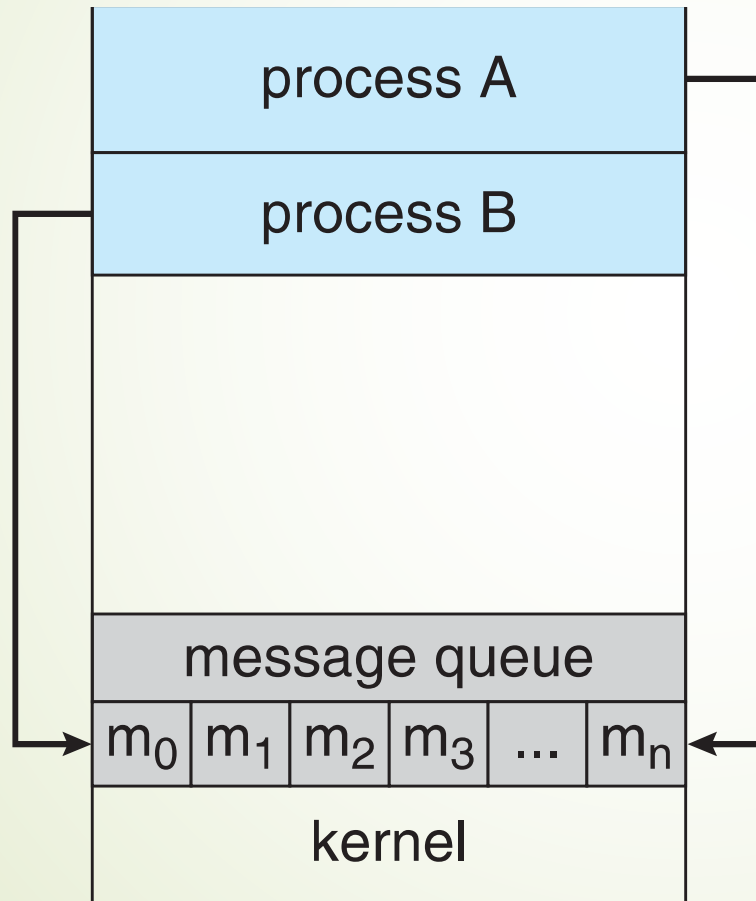 process A
process B
message queue
m₀ m₁ m₂ m₃ ... mₙ
kernel